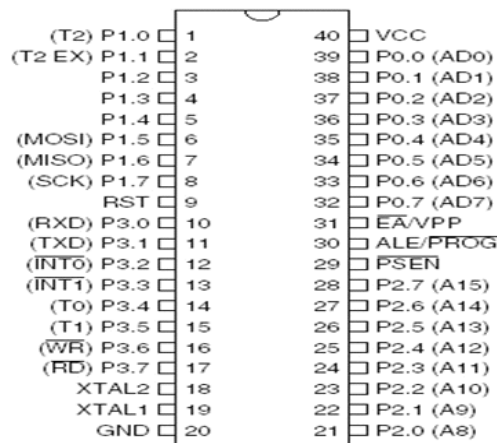 (T2) P1.0 1 40 VCC
(T2 EX) P1.1 2 39 P0.0 (AD0)
P1.2 3 38 P0.1 (AD1)
P1.3 4 37 P0.2 (AD2)
P1.4 5 36 P0.3 (AD3)
(MOSI) P1.5 6 35 P0.4 (AD4)
(MISO) P1.6 7 34 P0.5 (AD5)
(SCK) P1.7 8 33 P0.6 (AD6)
RST 9 32 P0.7 (AD7)
(RXD) P3.0 10 31 E̅A̅/VPP
(TXD) P3.1 11 30 ALE/P̅R̅O̅G̅
(I̅N̅T̅0̅) P3.2 12 29 P̅S̅E̅N̅
(I̅N̅T̅1̅) P3.3 13 28 P2.7 (A15)
(T0) P3.4 14 27 P2.6 (A14)
(T1) P3.5 15 26 P2.5 (A13)
(W̅R̅) P3.6 16 25 P2.4 (A12)
(R̅D̅) P3.7 17 24 P2.3 (A11)
XTAL2 18 23 P2.2 (A10)
XTAL1 19 22 P2.1 (A9)
GND 20 21 P2.0 (A8)